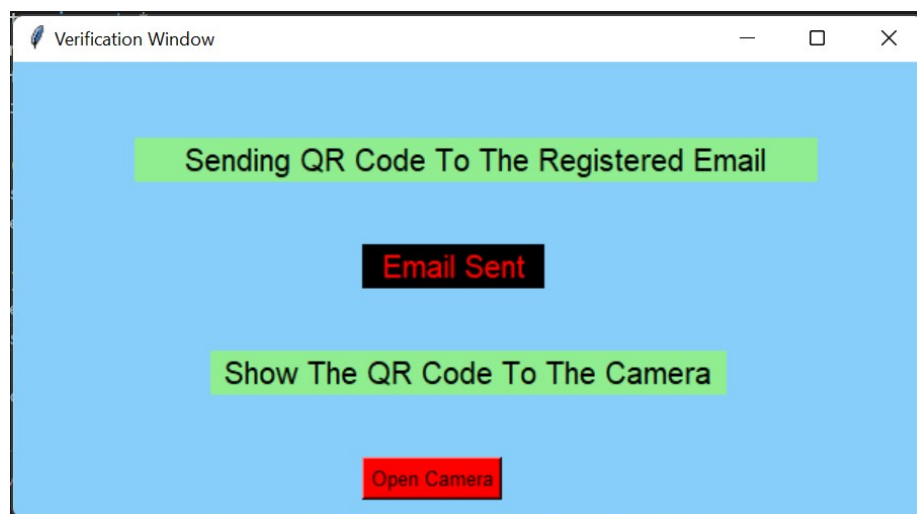 Verification Window
Sending QR Code To The Registered Email
Email Sent
Show The QR Code To The Camera
Open Camera